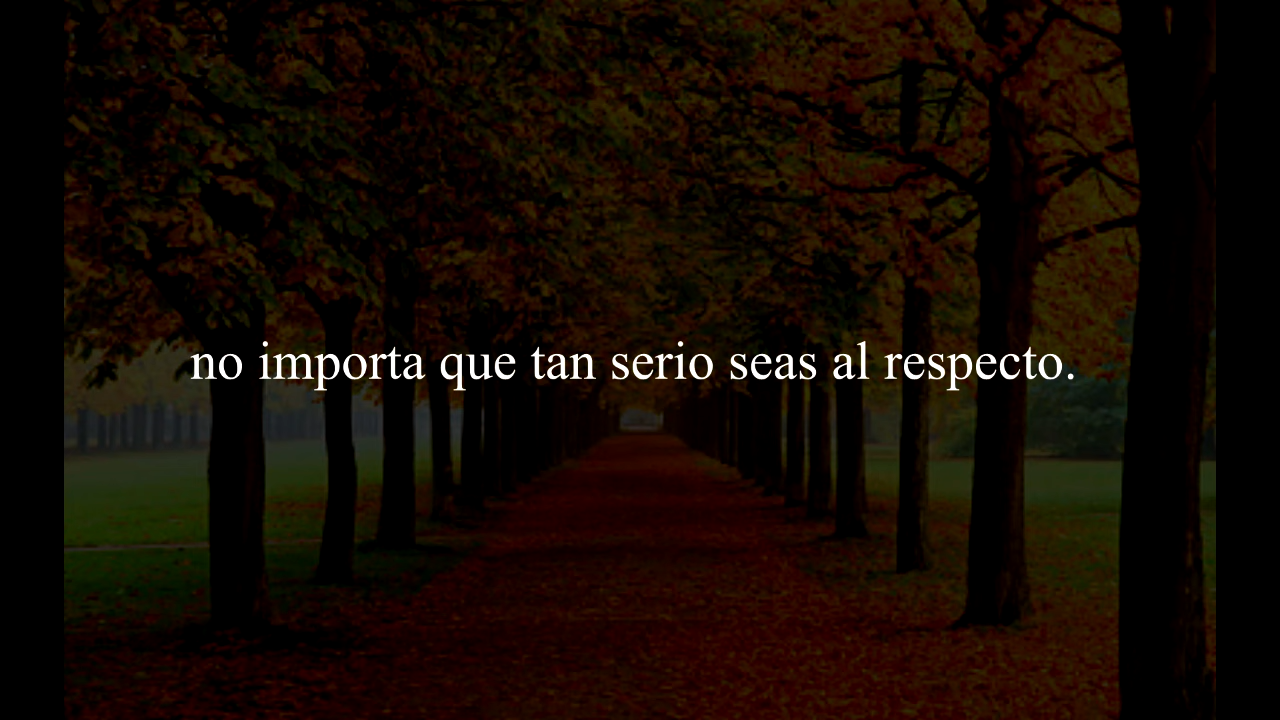 no importa que tan serio seas al respecto.